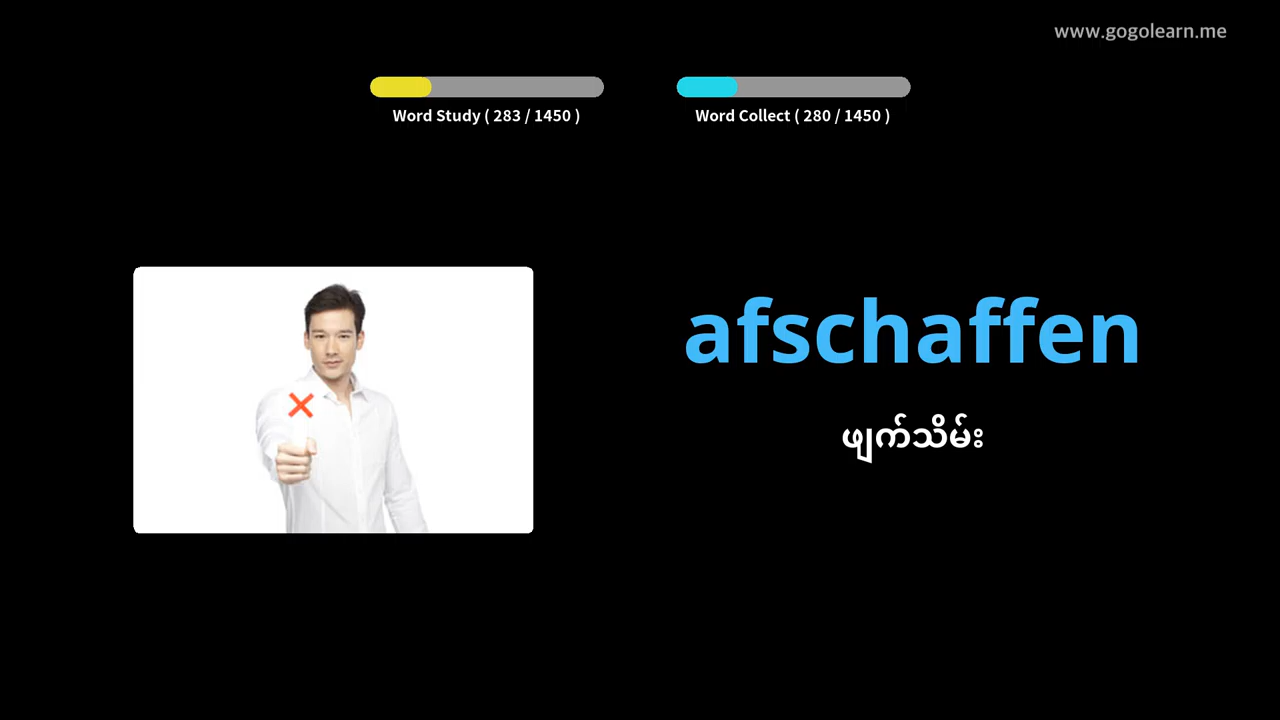 www.gogolearn.me
Word Study ( 283 / 1450 )
Word Collect ( 280 / 1450 )
afschaffen
ဖျက်သိမ်း